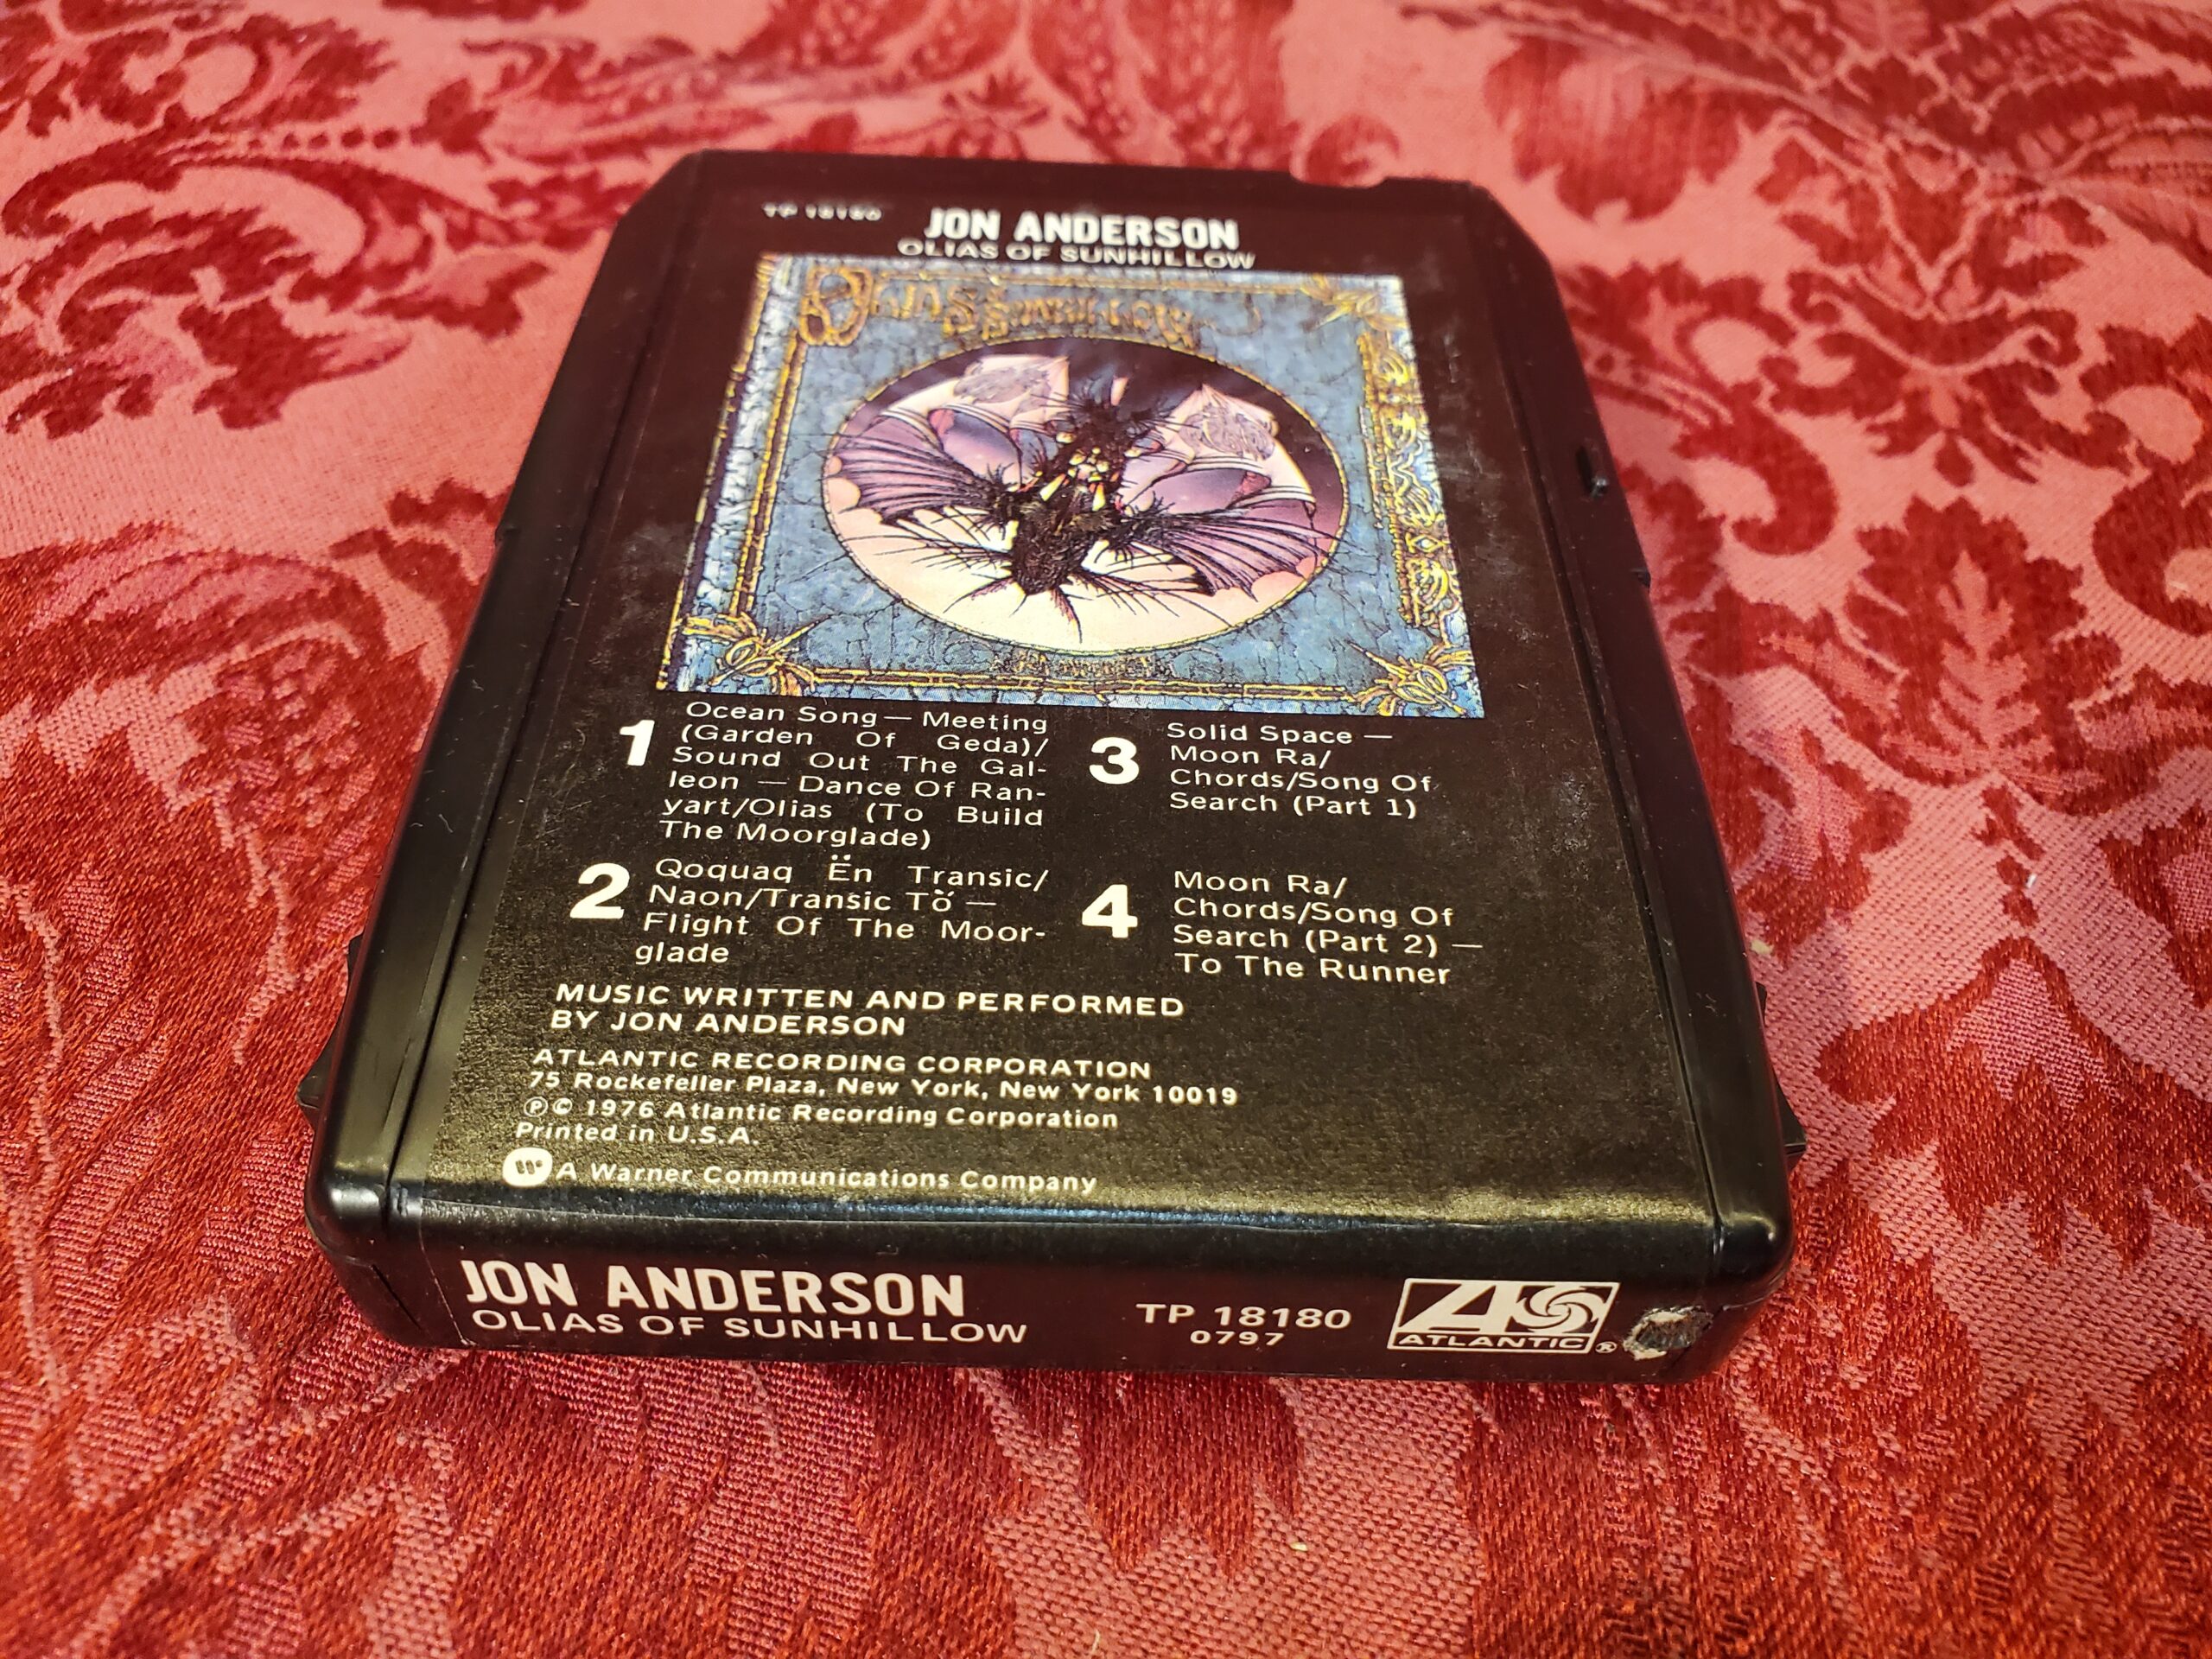 TP 18180
JON ANDERSON
OLIAS OF SUNHILLOW
OLIAS OF SUNHILLOW
1
Ocean Song — Meeting
(Garden Of Geda)/
Sound Out The Gal-
leon — Dance Of Ran-
yart/Olias (To Build
The Moorglade)
2
Qoquaq Ën Transic/
Naon/Transic Tö —
Flight Of The Moor-
glade
3
Solid Space —
Moon Ra/
Chords/Song Of
Search (Part 1)
4
Moon Ra/
Chords/Song Of
Search (Part 2) —
To The Runner
MUSIC WRITTEN AND PERFORMED
BY JON ANDERSON
ATLANTIC RECORDING CORPORATION
75 Rockefeller Plaza, New York, New York 10019
℗© 1976 Atlantic Recording Corporation
Printed in U.S.A.
A Warner Communications Company
JON ANDERSON
OLIAS OF SUNHILLOW
TP 18180
0797
ATLANTIC®